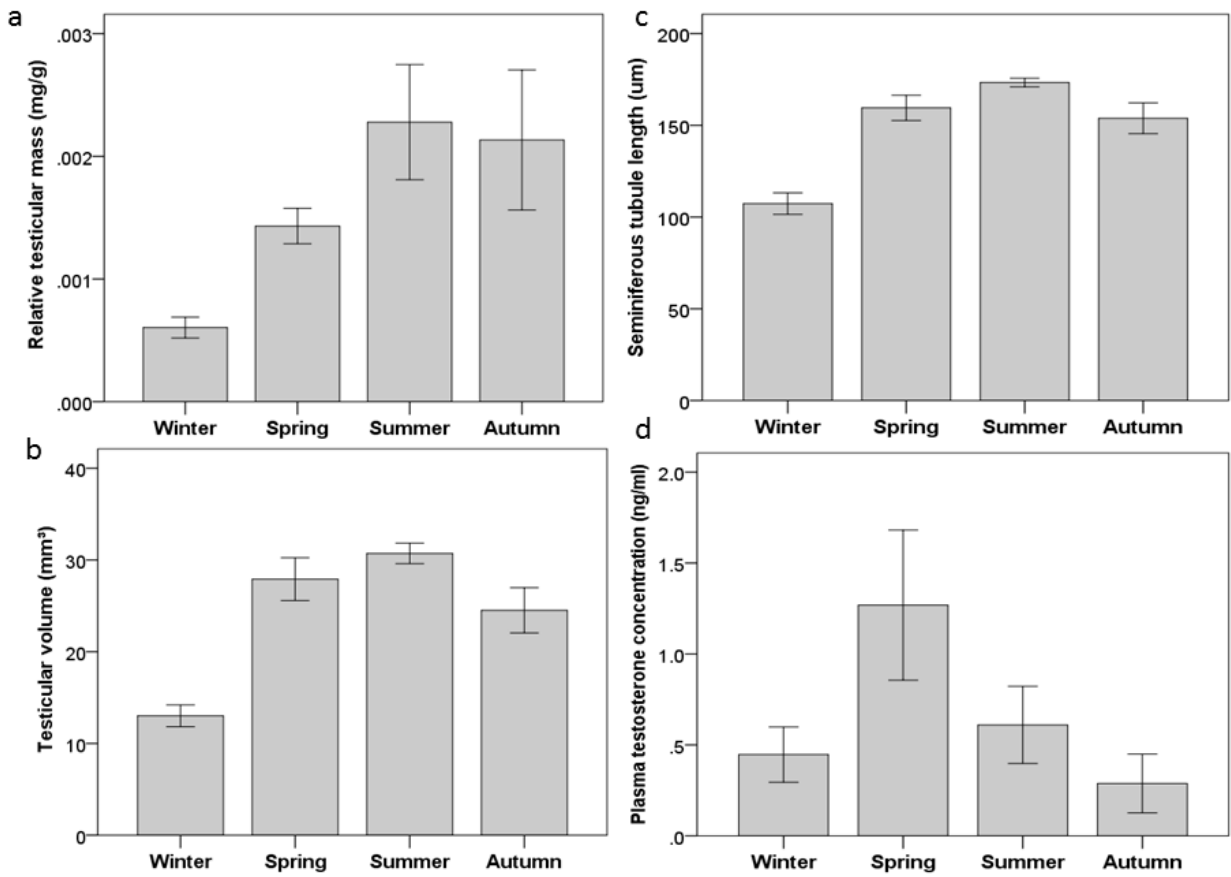 a
Relative testicular mass (mg/g)
.003
.002
.001
.000
Winter Spring Summer Autumn
c
Seminiferous tubule length (um)
200
150
100
50
0
Winter Spring Summer Autumn
b
Testicular volume (mm³)
40
30
20
10
0
Winter Spring Summer Autumn
d
Plasma testosterone concentration (ng/ml)
2.0
1.5
1.0
.5
.0
Winter Spring Summer Autumn